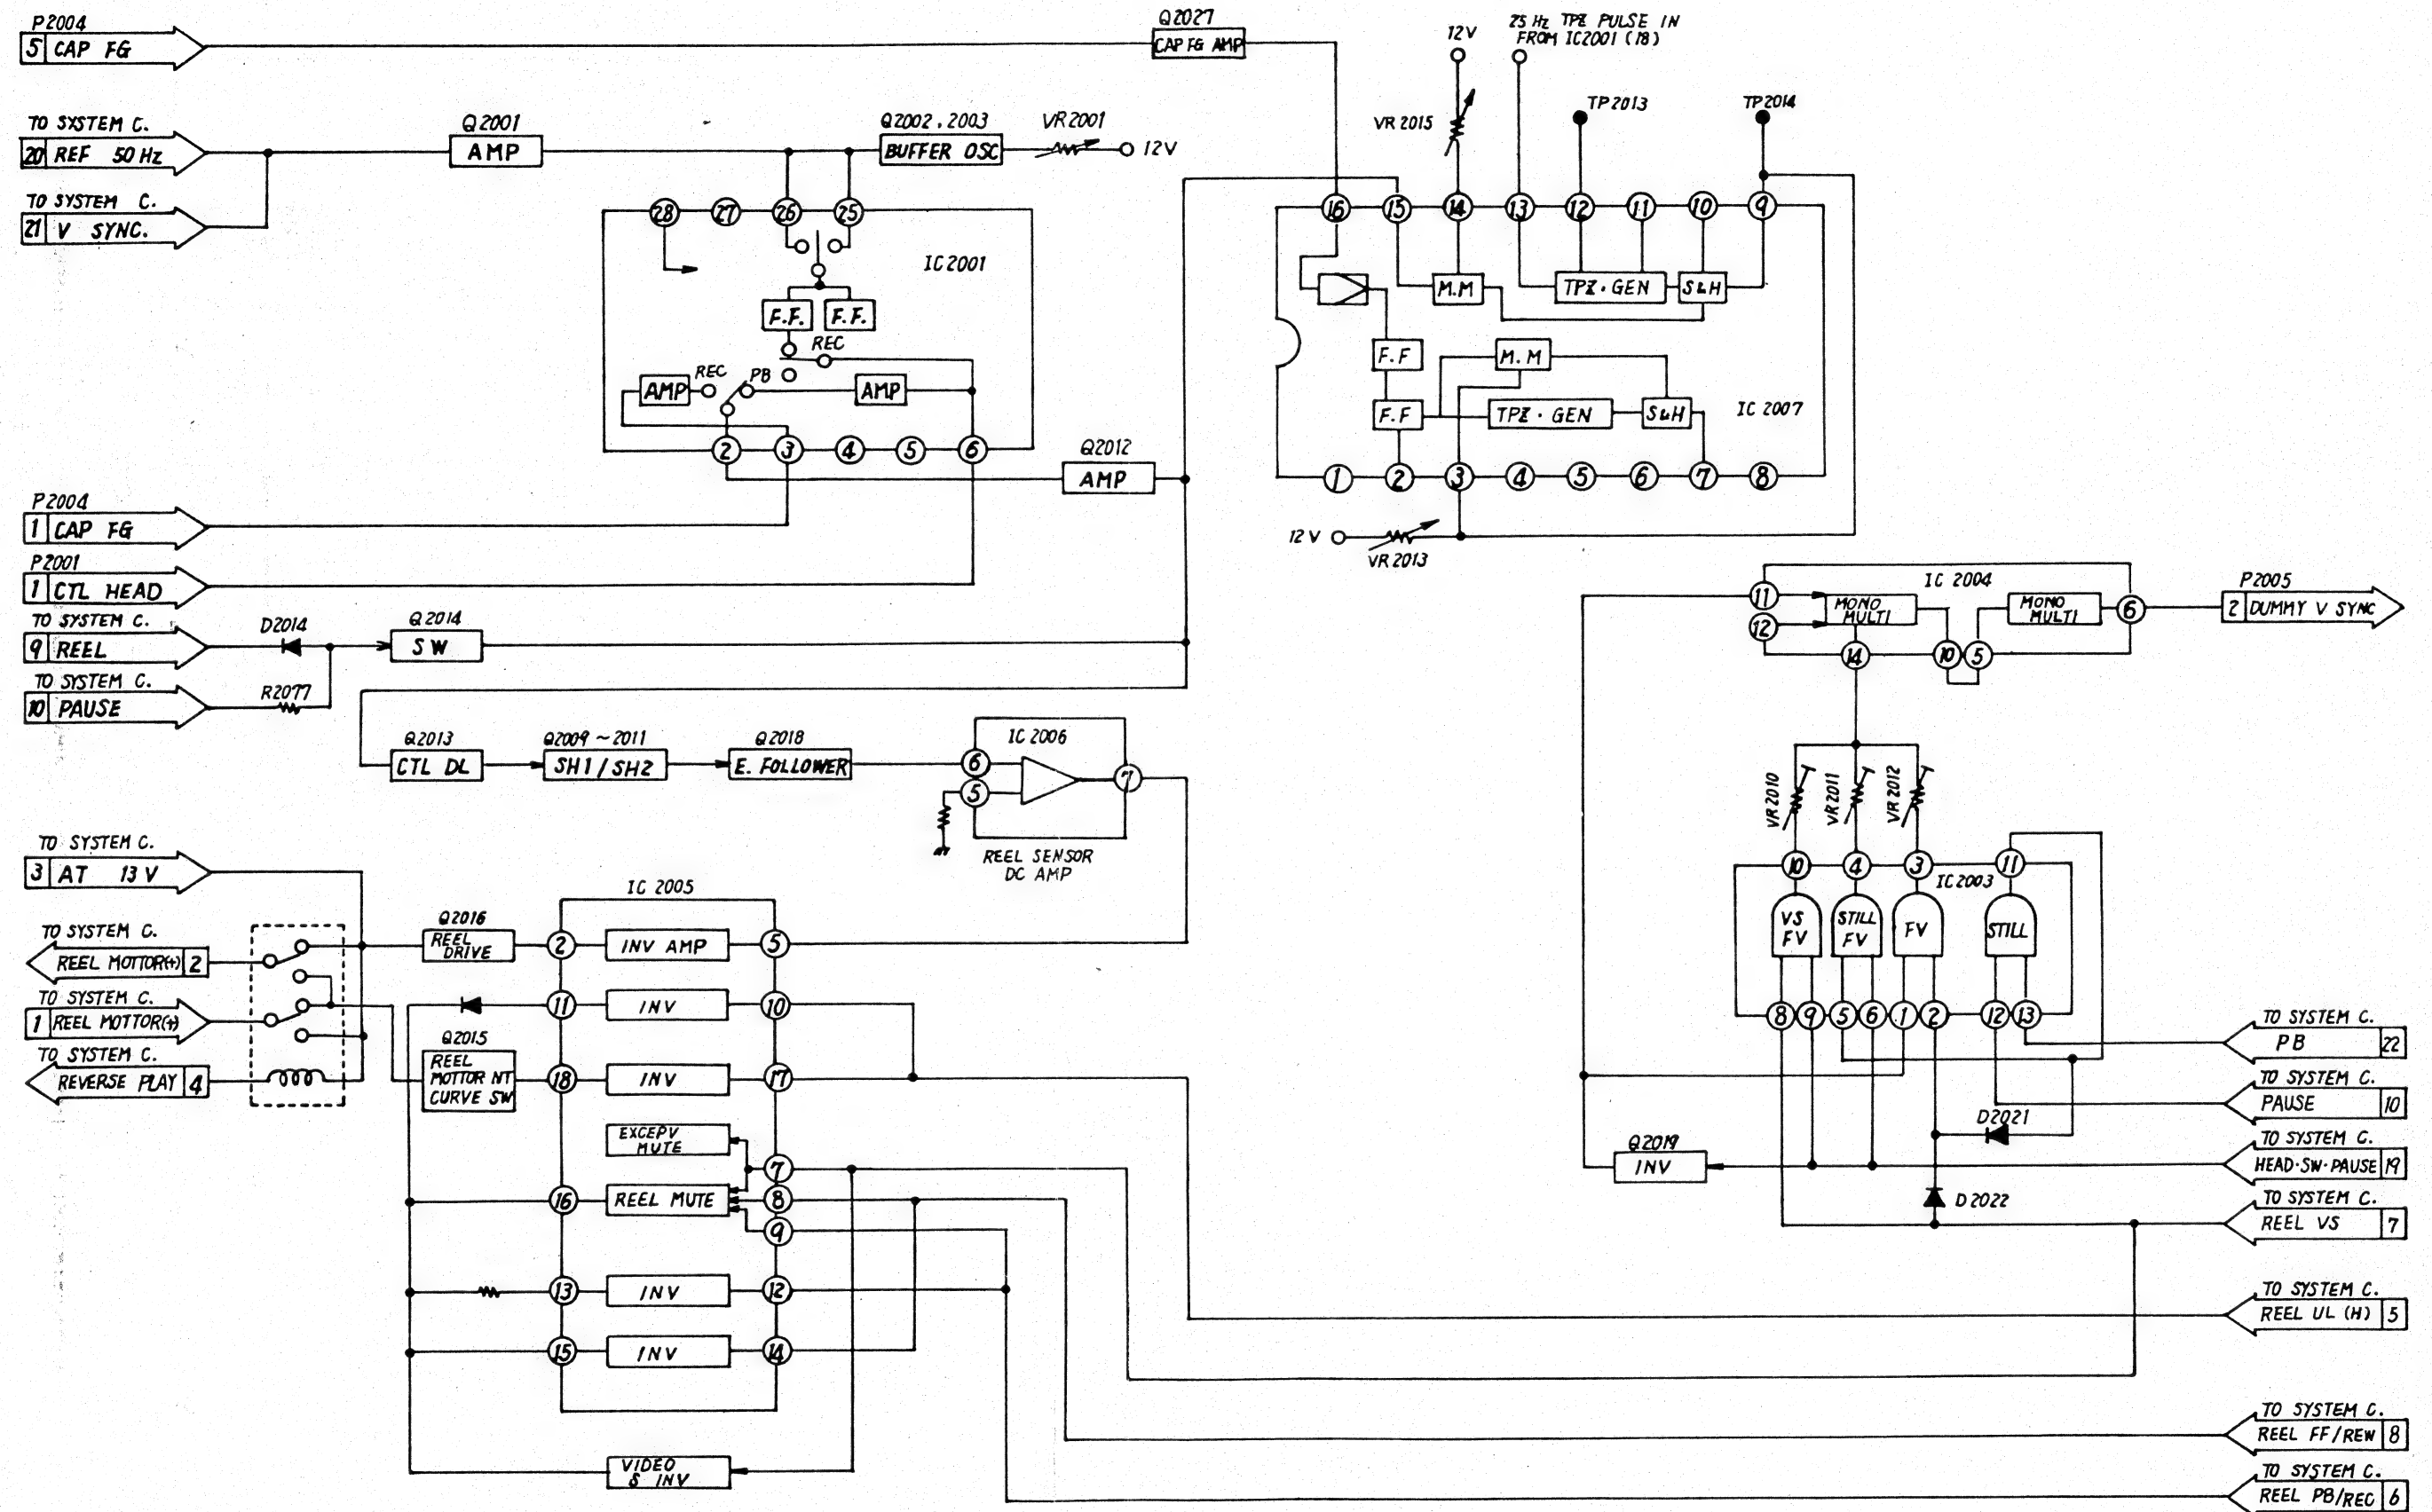 P2004
5 CAP FG
Q2027
CAP FG AMP
12V
25 Hz TPZ PULSE IN
FROM IC2001 (18)
VR 2015
TP2013
TP2014
TO SYSTEM C.
20 REF 50 Hz
Q2001
AMP
Q2002, 2003
BUFFER OSC
VR2001
12V
TO SYSTEM C.
21 V SYNC.
28 27 26 25
IC2001
F.F. F.F.
REC
AMP REC PB AMP
2 3 4 5 6
16 15 14 13 12 11 10 9
M.M TPZ·GEN S&H
F.F M.M
F.F TPZ·GEN S&H IC 2007
1 2 3 4 5 6 7 8
12V
VR2013
Q2012
AMP
P2004
1 CAP FG
P2001
1 CTL HEAD
TO SYSTEM C.
9 REEL
D2014
Q2014
SW
TO SYSTEM C.
10 PAUSE
R2077
IC 2004
11 MONO MULTI MONO MULTI 6
12
14 10 5
P2005
2 DUMMY V SYNC
Q2013
CTL DL
Q2009~2011
SH1/SH2
Q2018
E. FOLLOWER
IC 2006
6 7
5
REEL SENSOR
DC AMP
VR2010 VR2011 VR2012
10 4 3 11
IC2003
VS FV
STILL FV
FV
STILL
8 9 5 6 1 2 12 13
TO SYSTEM C.
3 AT 13V
TO SYSTEM C.
REEL MOTTOR(+) 2
TO SYSTEM C.
1 REEL MOTTOR(+)
TO SYSTEM C.
REVERSE PLAY 4
Q2016
REEL DRIVE
Q2015
REEL
MOTTOR NT
CURVE SW
IC 2005
2 INV AMP 5
11 INV 10
18 INV 17
EXCEPV
MUTE
7
16 REEL MUTE 8
9
13 INV 12
15 INV 14
VIDEO
S INV
Q2019
INV
D2021
D2022
TO SYSTEM C.
PB 22
TO SYSTEM C.
PAUSE 10
TO SYSTEM C.
HEAD·SW·PAUSE 19
TO SYSTEM C.
REEL VS 7
TO SYSTEM C.
REEL UL (H) 5
TO SYSTEM C.
REEL FF/REW 8
TO SYSTEM C.
REEL PB/REC 6